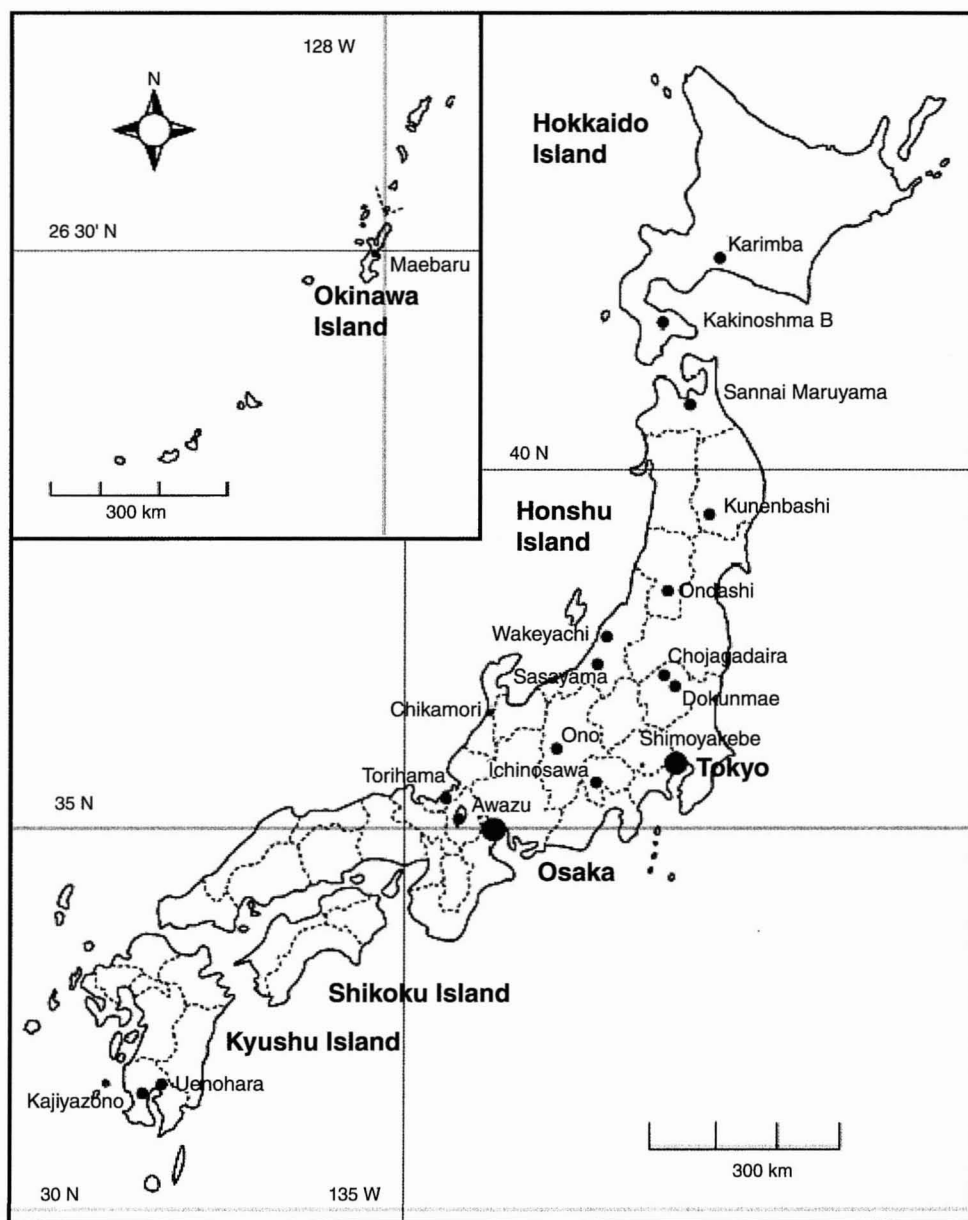 128 W
N
Hokkaido
Island
26 30' N
Karimba
Maebaru
Okinawa
Island
Kakinoshma B
Sannai Maruyama
40 N
300 km
Honshu
Island
Kunenbashi
Ondashi
Wakeyachi
Chojagadaira
Sasayama
Dokunmae
Chikamori
Ono
Shimoyakebe
Tokyo
Torihama
Ichinosawa
Awazu
35 N
Osaka
Shikoku Island
Kyushu Island
Uenohara
Kajiyazono
300 km
30 N
135 W